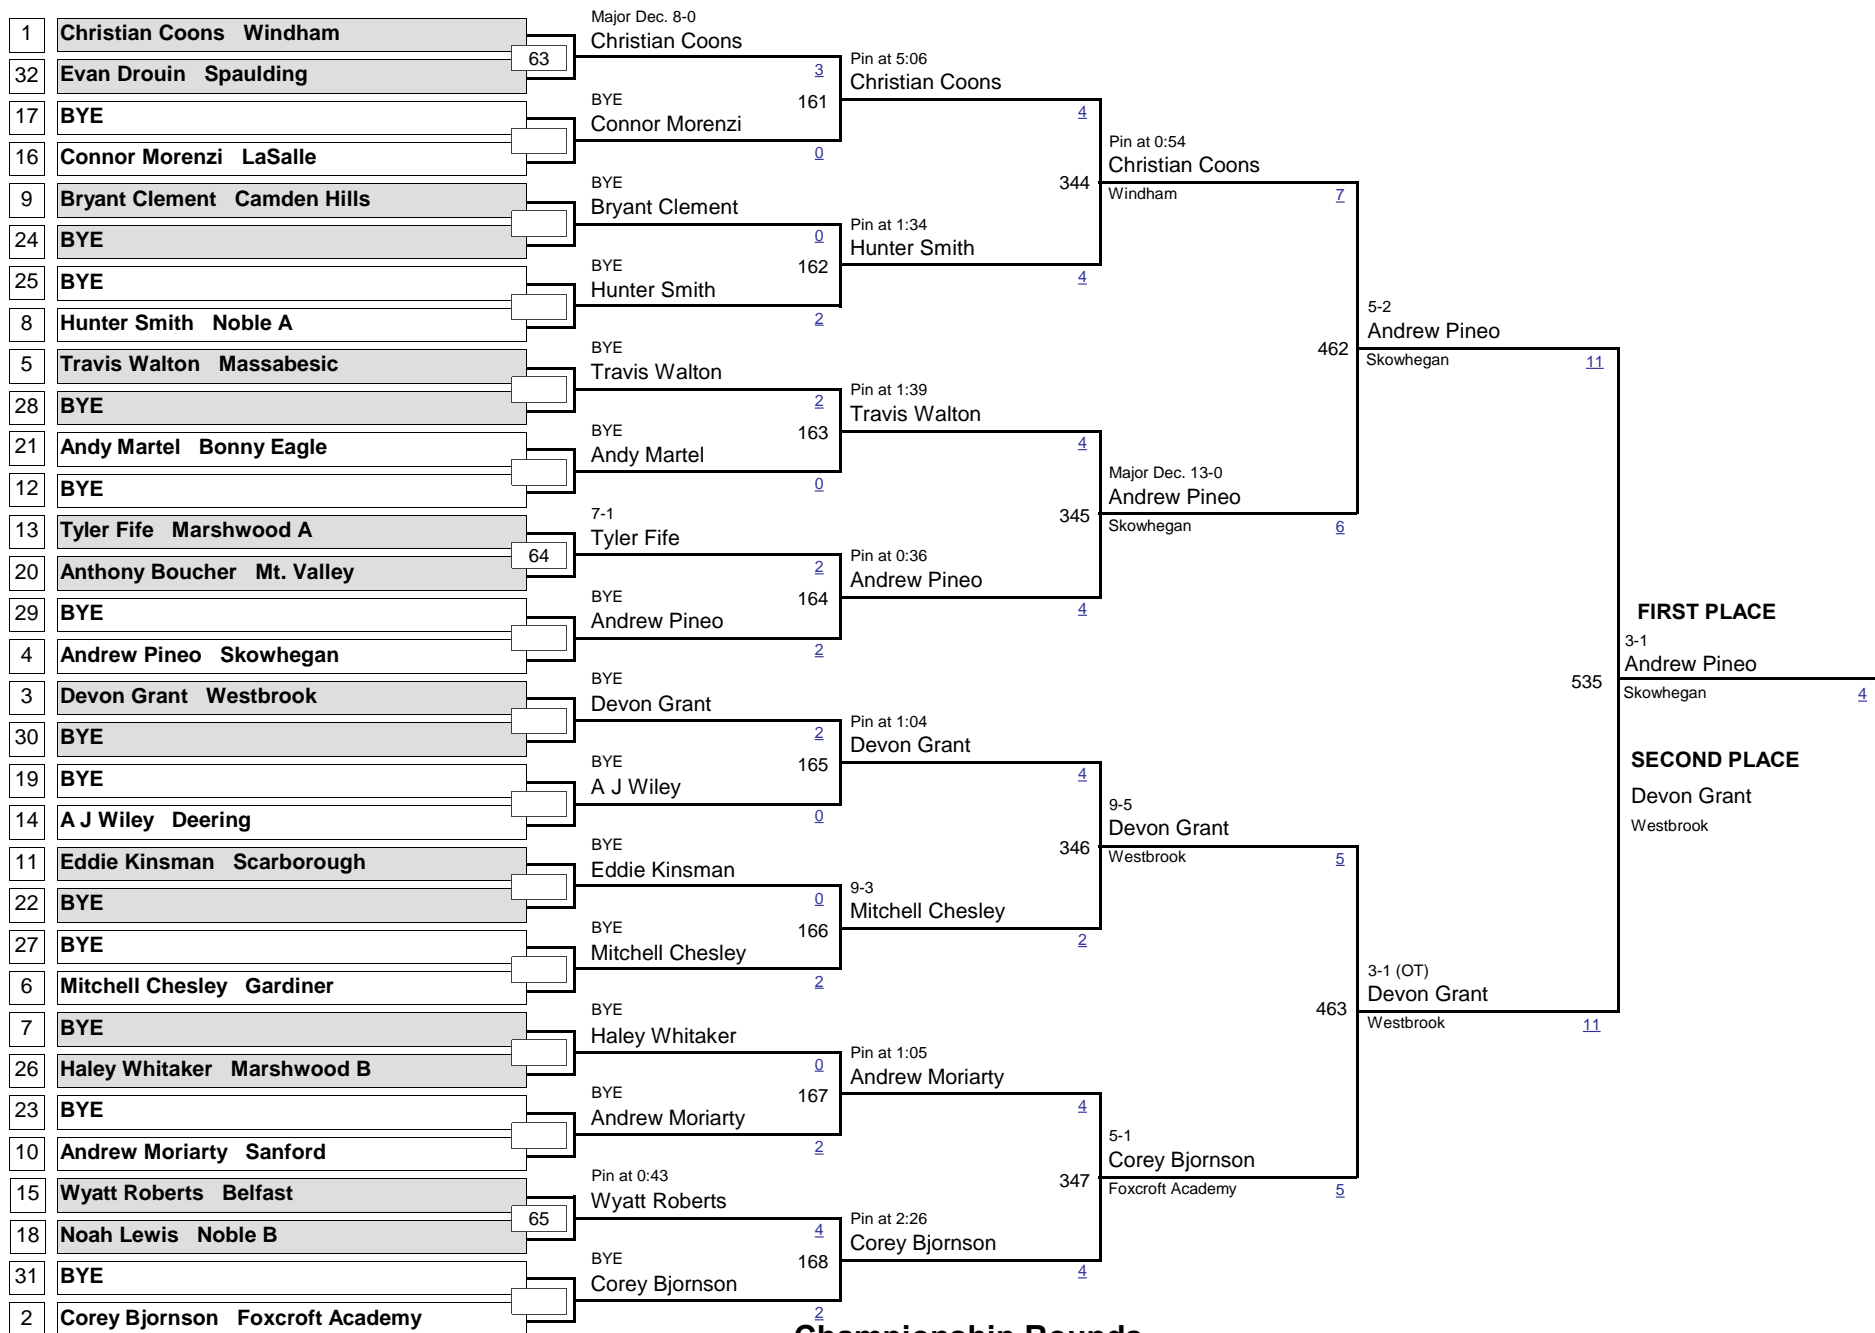 1 Christian Coons Windham
32 Evan Drouin Spaulding
17 BYE
16 Connor Morenzi LaSalle
9 Bryant Clement Camden Hills
24 BYE
25 BYE
8 Hunter Smith Noble A
5 Travis Walton Massabesic
28 BYE
21 Andy Martel Bonny Eagle
12 BYE
13 Tyler Fife Marshwood A
20 Anthony Boucher Mt. Valley
29 BYE
4 Andrew Pineo Skowhegan
3 Devon Grant Westbrook
30 BYE
19 BYE
14 A J Wiley Deering
11 Eddie Kinsman Scarborough
22 BYE
27 BYE
6 Mitchell Chesley Gardiner
7 BYE
26 Haley Whitaker Marshwood B
23 BYE
10 Andrew Moriarty Sanford
15 Wyatt Roberts Belfast
18 Noah Lewis Noble B
31 BYE
2 Corey Bjornson Foxcroft Academy
63
64
65
Major Dec. 8-0
Christian Coons
3
161
BYE
Connor Morenzi
0
BYE
Bryant Clement
0
162
BYE
Hunter Smith
2
BYE
Travis Walton
2
163
BYE
Andy Martel
0
7-1
Tyler Fife
2
164
BYE
Andrew Pineo
2
BYE
Devon Grant
2
165
BYE
A J Wiley
0
BYE
Eddie Kinsman
0
166
BYE
Mitchell Chesley
2
BYE
Haley Whitaker
0
167
BYE
Andrew Moriarty
2
Pin at 0:43
Wyatt Roberts
4
168
BYE
Corey Bjornson
2
Pin at 5:06
Christian Coons
4
344
Pin at 1:34
Hunter Smith
4
Pin at 1:39
Travis Walton
4
345
Pin at 0:36
Andrew Pineo
4
Pin at 1:04
Devon Grant
4
346
9-3
Mitchell Chesley
2
Pin at 1:05
Andrew Moriarty
4
347
Pin at 2:26
Corey Bjornson
4
Pin at 0:54
Christian Coons
Windham
7
462
Major Dec. 13-0
Andrew Pineo
Skowhegan
6
9-5
Devon Grant
Westbrook
5
463
5-1
Corey Bjornson
Foxcroft Academy
5
5-2
Andrew Pineo
Skowhegan
11
535
3-1 (OT)
Devon Grant
Westbrook
11
FIRST PLACE
3-1
Andrew Pineo
Skowhegan
4
SECOND PLACE
Devon Grant
Westbrook
Championship Rounds